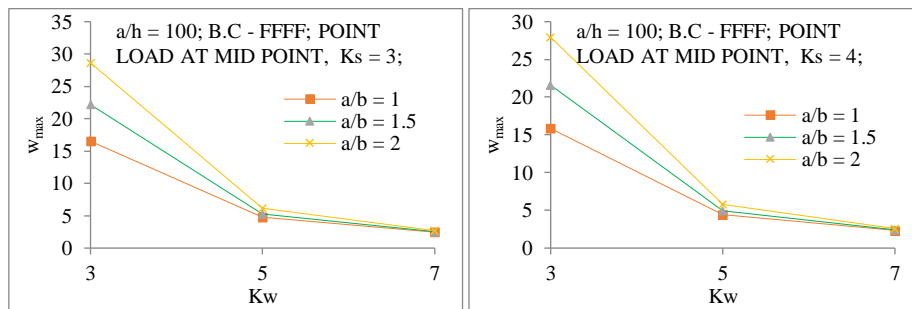 a/h = 100; B.C - FFFF; POINT
LOAD AT MID POINT, Ks = 3;
a/b = 1
a/b = 1.5
a/b = 2
35
30
25
20
15
10
5
0
w_max
3 5 7
Kw
a/h = 100; B.C - FFFF; POINT
LOAD AT MID POINT, Ks = 4;
a/b = 1
a/b = 1.5
a/b = 2
30
25
20
15
10
5
0
w_max
3 5 7
Kw